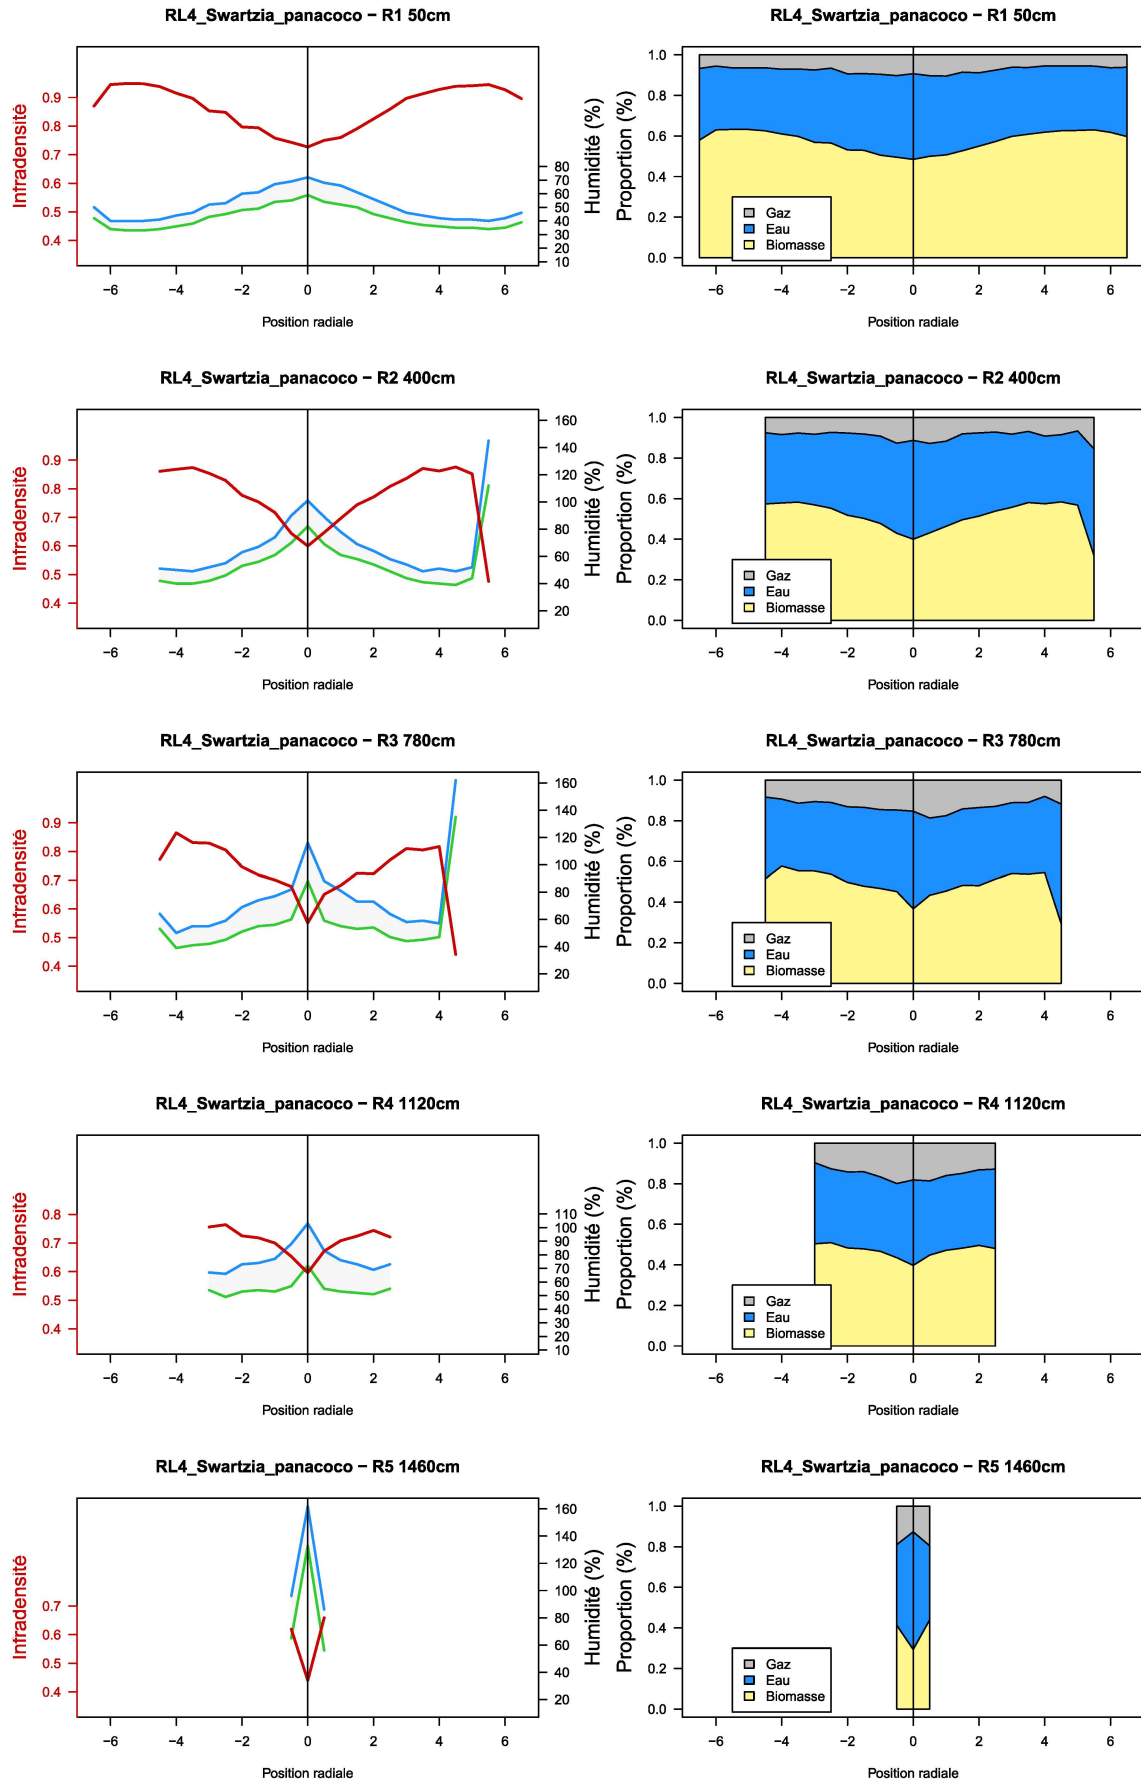 RL4_Swartzia_panacoco − R1 50cm
Infradensité
0.9
0.8
0.7
0.6
0.5
0.4
80
70
60
50
40
30
20
10
Humidité (%)
−6 −4 −2 0 2 4 6
Position radiale
RL4_Swartzia_panacoco − R1 50cm
Proportion (%)
1.0
0.8
0.6
0.4
0.2
0.0
Gaz
Eau
Biomasse
−6 −4 −2 0 2 4 6
Position radiale
RL4_Swartzia_panacoco − R2 400cm
Infradensité
0.9
0.8
0.7
0.6
0.5
0.4
160
140
120
100
80
60
40
20
Humidité (%)
−6 −4 −2 0 2 4 6
Position radiale
RL4_Swartzia_panacoco − R2 400cm
Proportion (%)
1.0
0.8
0.6
0.4
0.2
0.0
Gaz
Eau
Biomasse
−6 −4 −2 0 2 4 6
Position radiale
RL4_Swartzia_panacoco − R3 780cm
Infradensité
0.9
0.8
0.7
0.6
0.5
0.4
160
140
120
100
80
60
40
20
Humidité (%)
−6 −4 −2 0 2 4 6
Position radiale
RL4_Swartzia_panacoco − R3 780cm
Proportion (%)
1.0
0.8
0.6
0.4
0.2
0.0
Gaz
Eau
Biomasse
−6 −4 −2 0 2 4 6
Position radiale
RL4_Swartzia_panacoco − R4 1120cm
Infradensité
0.8
0.7
0.6
0.5
0.4
110
100
90
80
70
60
50
40
30
20
10
Humidité (%)
−6 −4 −2 0 2 4 6
Position radiale
RL4_Swartzia_panacoco − R4 1120cm
Proportion (%)
1.0
0.8
0.6
0.4
0.2
0.0
Gaz
Eau
Biomasse
−6 −4 −2 0 2 4 6
Position radiale
RL4_Swartzia_panacoco − R5 1460cm
Infradensité
0.7
0.6
0.5
0.4
160
140
120
100
80
60
40
20
Humidité (%)
−6 −4 −2 0 2 4 6
Position radiale
RL4_Swartzia_panacoco − R5 1460cm
Proportion (%)
1.0
0.8
0.6
0.4
0.2
0.0
Gaz
Eau
Biomasse
−6 −4 −2 0 2 4 6
Position radiale